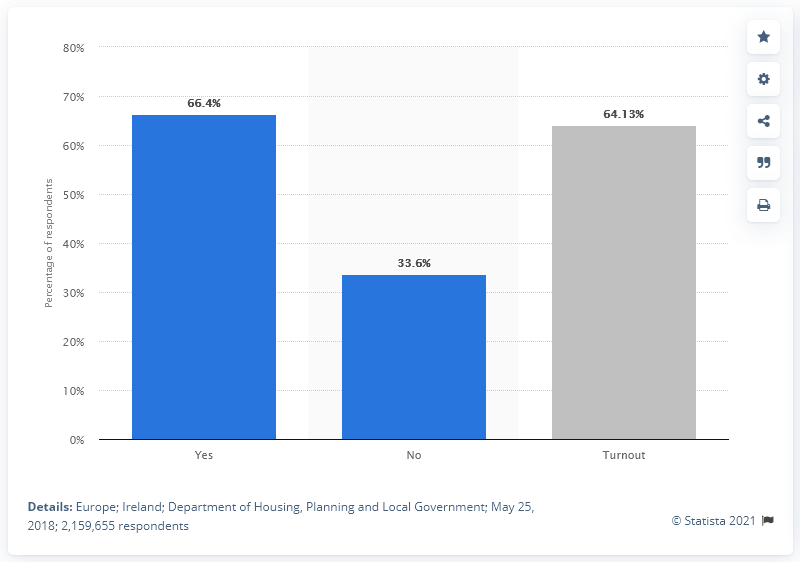 80%
70%
60%
50%
40%
30%
20%
10%
0%
Percentage of respondents
66.4%
33.6%
64.13%
Yes
No
Turnout
Details: Europe; Ireland; Department of Housing, Planning and Local Government; May 25,
2018; 2,159,655 respondents
© Statista 2021